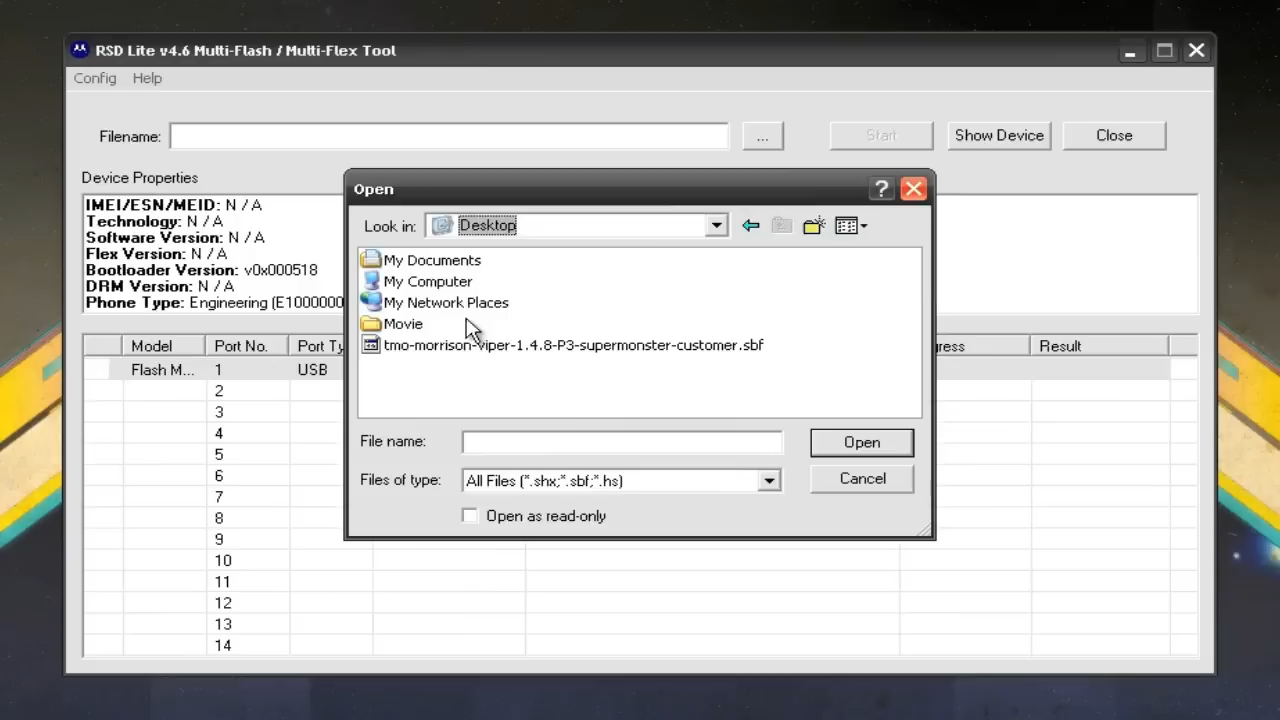 RSD Lite v4.6 Multi-Flash / Multi-Flex Tool
Config Help
Filename: ... Start Show Device Close
Device Properties
IMEI/ESN/MEID: N / A
Technology: N / A
Software Version: N / A
Flex Version: N / A
Bootloader Version: v0x000518
DRM Version: N / A
Phone Type: Engineering (E1000000
Model Port No. Port Ty ress Result
Flash M... 1 USB
2
3
4
5
6
7
8
9
10
11
12
13
14
Open ?
Look in: Desktop
My Documents
My Computer
My Network Places
Movie
tmo-morrison-viper-1.4.8-P3-supermonster-customer.sbf
File name: Open
Files of type: All Files (*.shx;*.sbf;*.hs) Cancel
Open as read-only